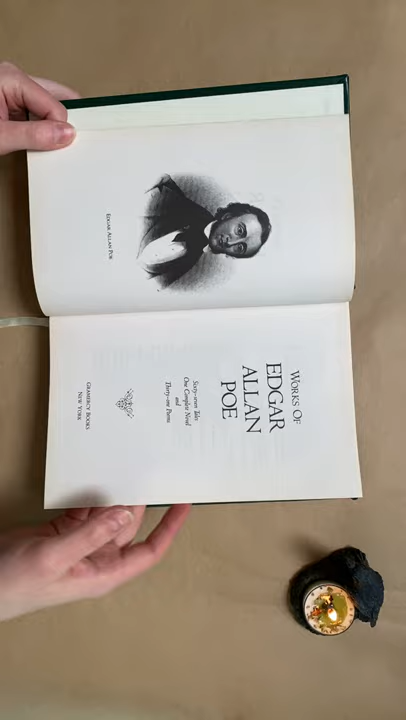 EDGAR ALLAN POE
WORKS OF
EDGAR
ALLAN
POE
Sixty-seven Tales
One Complete Novel
and
Thirty-one Poems
GRAMERCY BOOKS
NEW YORK